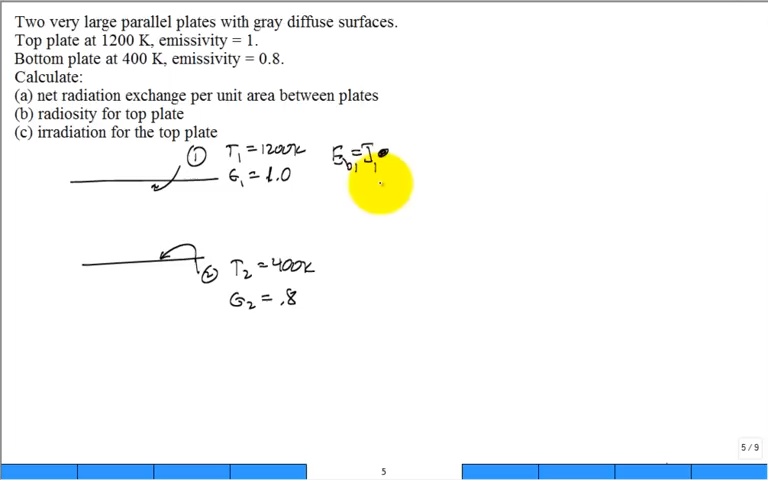 Two very large parallel plates with gray diffuse surfaces.
Top plate at 1200 K, emissivity = 1.
Bottom plate at 400 K, emissivity = 0.8.
Calculate:
(a) net radiation exchange per unit area between plates
(b) radiosity for top plate
(c) irradiation for the top plate
① T₁ = 1200K E_b₁ = J₁
ϵ₁ = 1.0
② T₂ = 400K
ϵ₂ = .8
5 / 9
5